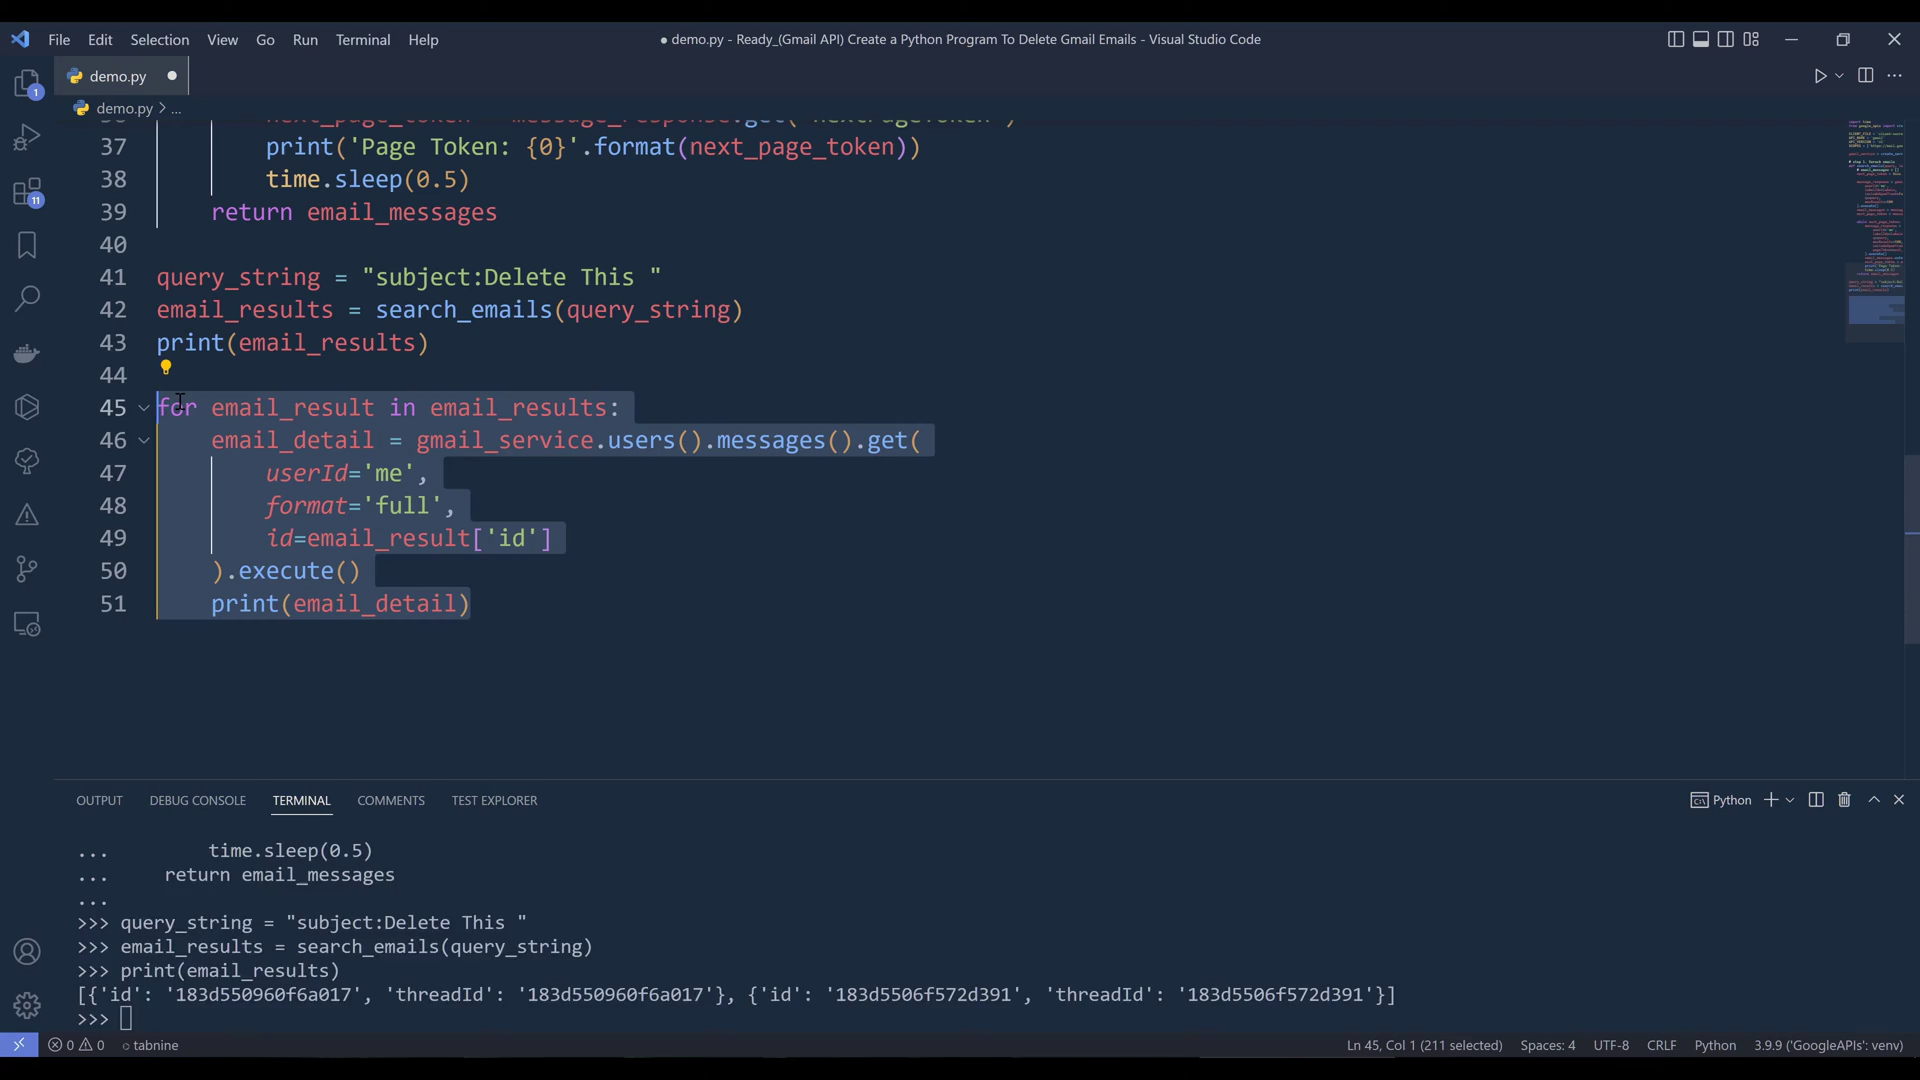 File Edit Selection View Go Run Terminal Help
● demo.py - Ready_(Gmail API) Create a Python Program To Delete Gmail Emails - Visual Studio Code
demo.py
demo.py > ...
37 print('Page Token: {0}'.format(next_page_token))
38 time.sleep(0.5)
39 return email_messages
40
41 query_string = "subject:Delete This "
42 email_results = search_emails(query_string)
43 print(email_results)
44
45 for email_result in email_results:
46 email_detail = gmail_service.users().messages().get(
47 userId='me',
48 format='full',
49 id=email_result['id']
50 ).execute()
51 print(email_detail)
1
11
OUTPUT DEBUG CONSOLE TERMINAL COMMENTS TEST EXPLORER
Python
... time.sleep(0.5)
... return email_messages
...
>>> query_string = "subject:Delete This "
>>> email_results = search_emails(query_string)
>>> print(email_results)
[{'id': '183d550960f6a017', 'threadId': '183d550960f6a017'}, {'id': '183d5506f572d391', 'threadId': '183d5506f572d391'}]
>>>
0 0 tabnine
Ln 45, Col 1 (211 selected) Spaces: 4 UTF-8 CRLF Python 3.9.9 ('GoogleAPIs': venv)